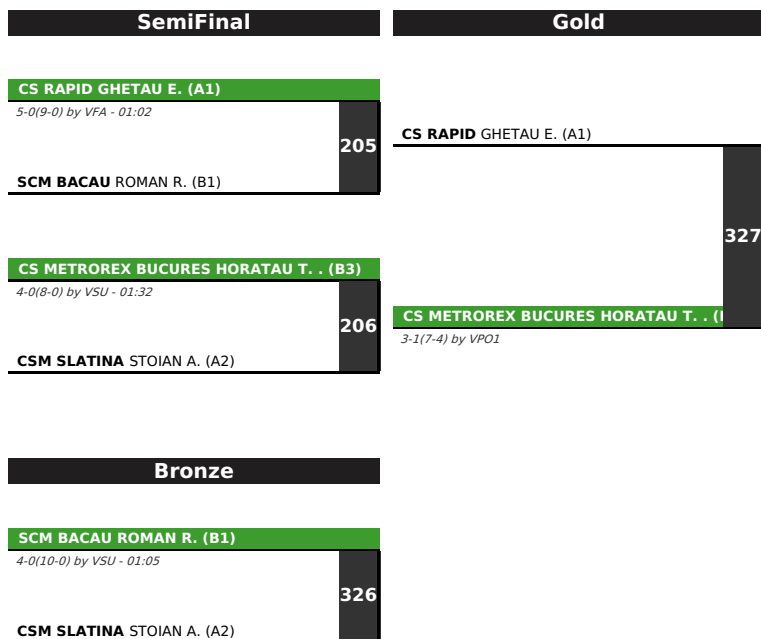 SemiFinal
CS RAPID GHETAU E. (A1)
5-0(9-0) by VFA - 01:02
205
SCM BACAU ROMAN R. (B1)
CS METROREX BUCURES HORATAU T. . (B3)
4-0(8-0) by VSU - 01:32
206
CSM SLATINA STOIAN A. (A2)
Gold
CS RAPID GHETAU E. (A1)
327
CS METROREX BUCURES HORATAU T. . (
3-1(7-4) by VPO1
Bronze
SCM BACAU ROMAN R. (B1)
4-0(10-0) by VSU - 01:05
326
CSM SLATINA STOIAN A. (A2)